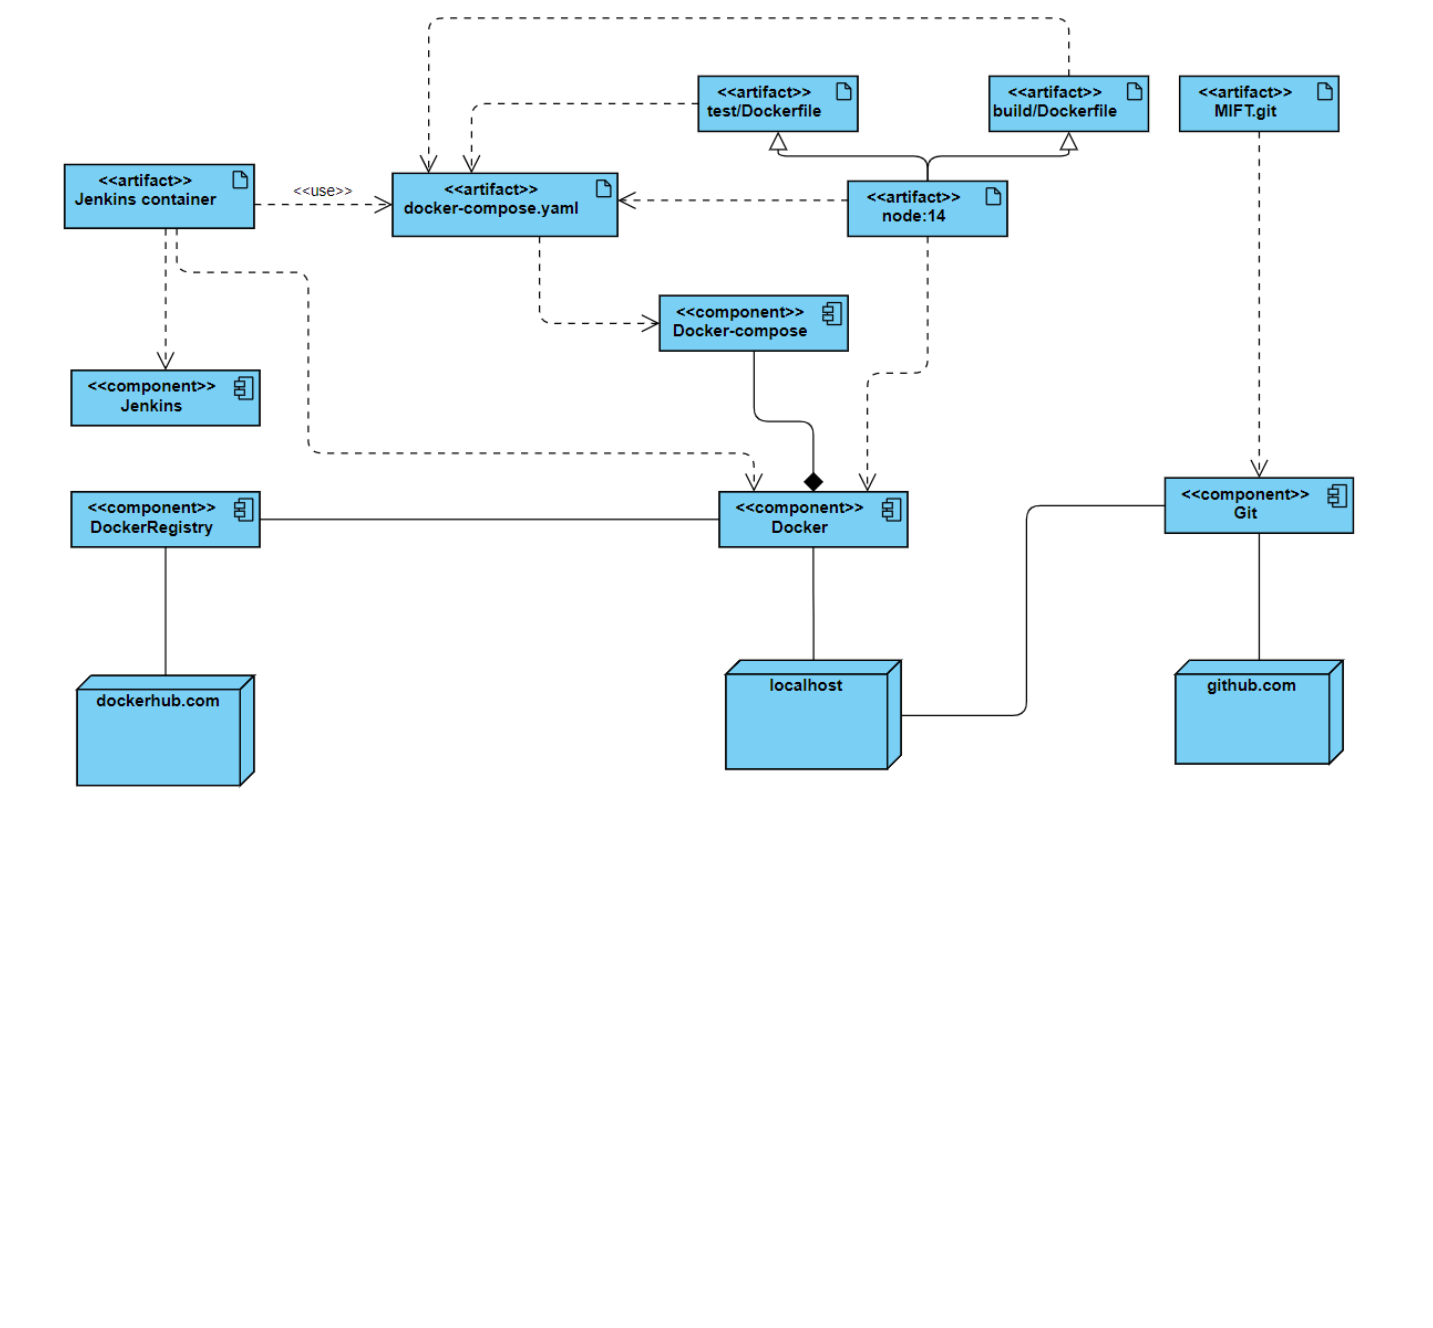 <<artifact>>
test/Dockerfile
<<artifact>>
build/Dockerfile
<<artifact>>
MIFT.git
<<artifact>>
Jenkins container
<<use>>
<<artifact>>
docker-compose.yaml
<<artifact>>
node:14
<<component>>
Docker-compose
<<component>>
Jenkins
<<component>>
DockerRegistry
<<component>>
Docker
<<component>>
Git
dockerhub.com
localhost
github.com